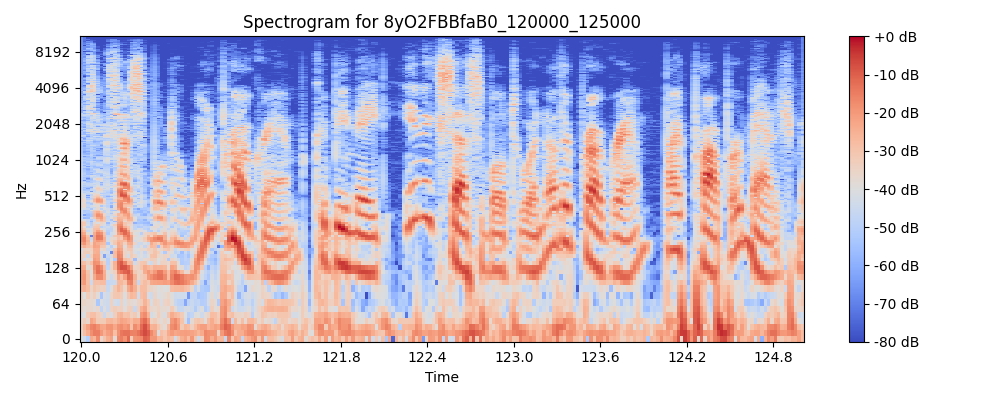 Spectrogram for 8yO2FBBfaB0_120000_125000
Hz
8192
4096
2048
1024
512
256
128
64
0
120.0 120.6 121.2 121.8 122.4 123.0 123.6 124.2 124.8
Time
+0 dB
-10 dB
-20 dB
-30 dB
-40 dB
-50 dB
-60 dB
-70 dB
-80 dB